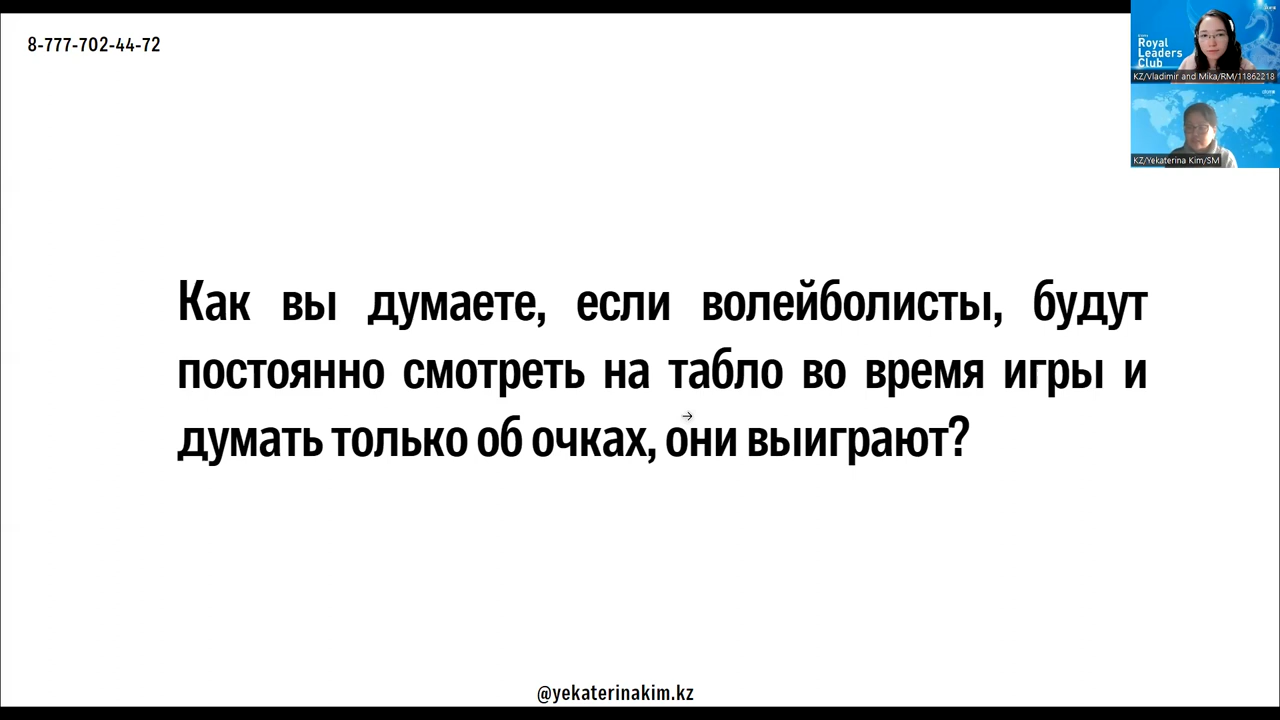 8-777-702-44-72
Royal
Leaders
Club
KZ/Vladimir and Mika/RM/11862218
KZ/Yekaterina Kim/SM
Как вы думаете, если волейболисты, будут
постоянно смотреть на табло во время игры и
думать только об очках, они выиграют?
@yekaterinakim.kz